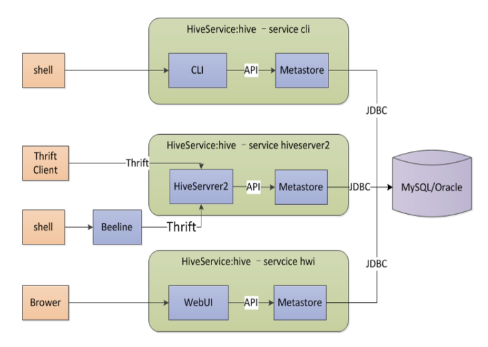 HiveService:hive – service cli
shell
CLI
API
Metastore
JDBC
HiveService:hive – service hiveserver2
Thrift
Client
Thrift
HiveServrer2
API
Metastore
JDBC
MySQL/Oracle
shell
Beeline
Thrift
JDBC
HiveService:hive – servcice hwi
Brower
WebUI
API
Metastore